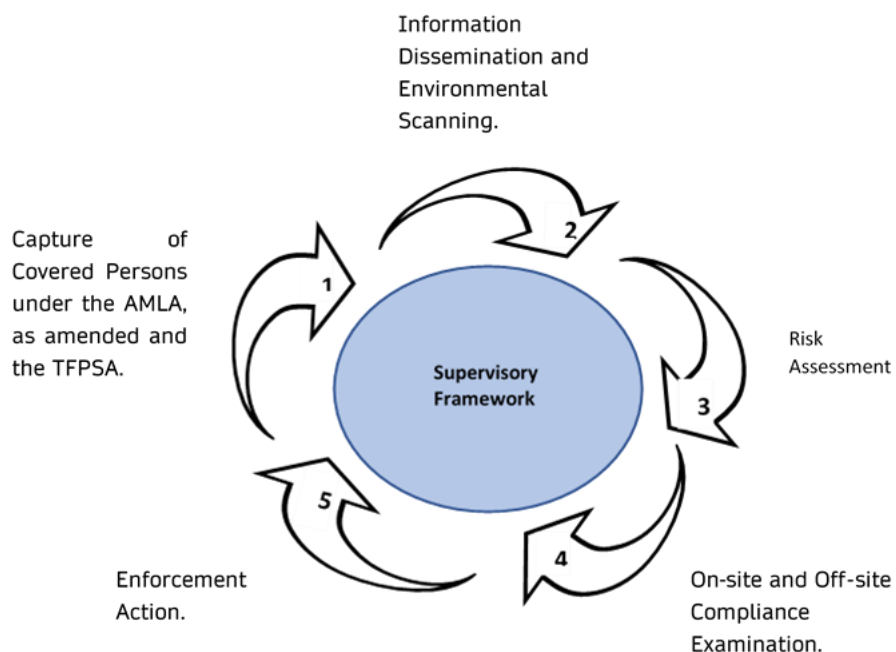 Information
Dissemination and
Environmental
Scanning.
2
Capture of
Covered Persons
under the AMLA,
as amended and
the TFPSA.
1
Supervisory
Framework
Risk
Assessment
3
5
4
Enforcement
Action.
On-site and Off-site
Compliance
Examination.